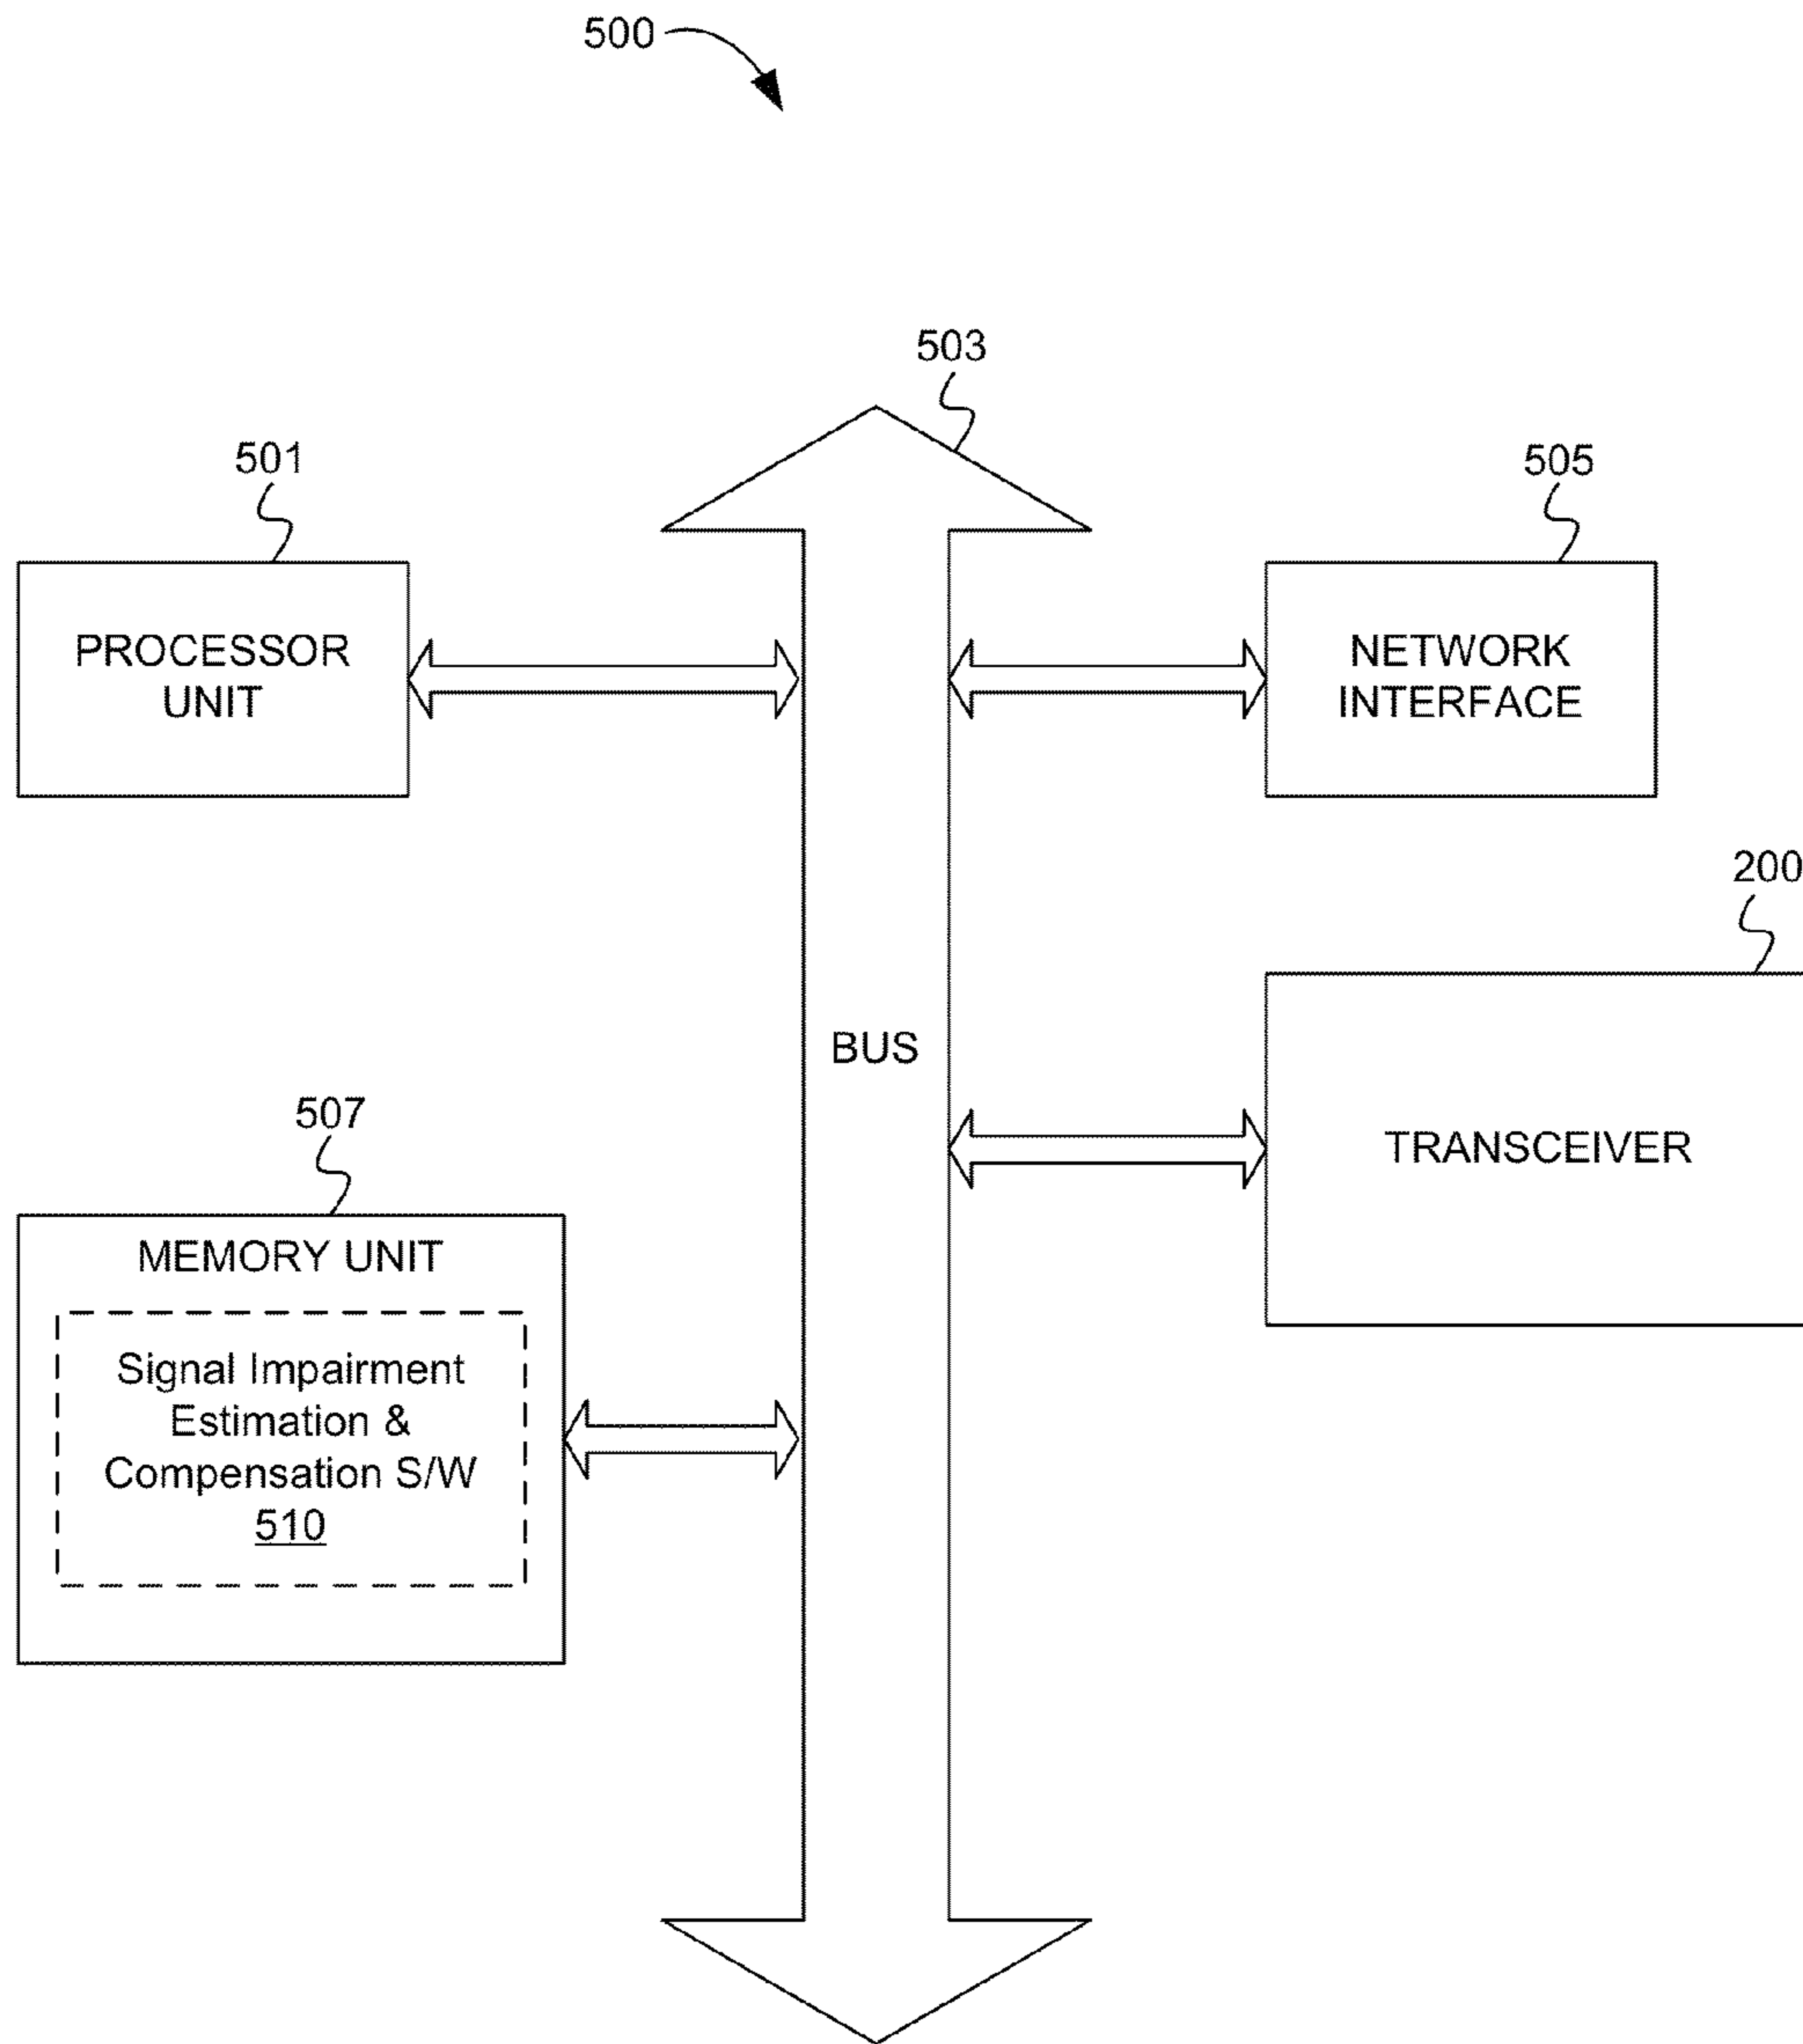 500
503
501
505
PROCESSOR
UNIT
NETWORK
INTERFACE
200
BUS
507
TRANSCEIVER
MEMORY UNIT
Signal Impairment
Estimation &
Compensation S/W
510